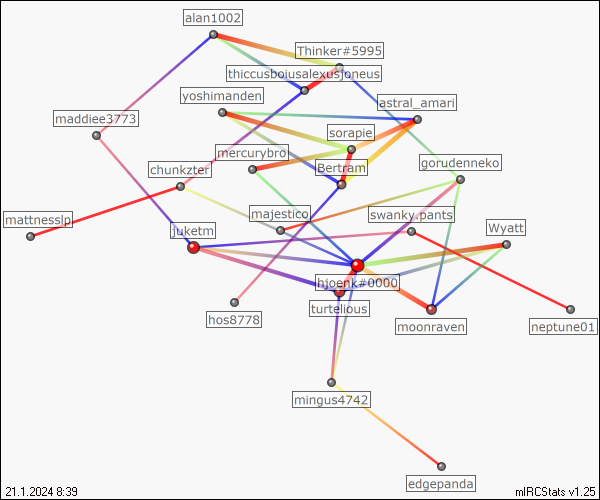 alan1002
Thinker#5995
thiccusboiusalexusjoneus
yoshimanden
astral_amari
maddiee3773
sorapie
mercurybro
gorudenneko
chunkzter
Bertram
mattnesslp
majestico
swanky.pants
juketm
Wyatt
hjoenk#0000
turtelious
hos8778
moonraven
neptune01
mingus4742
edgepanda
21.1.2024 8:39
mIRCStats v1.25